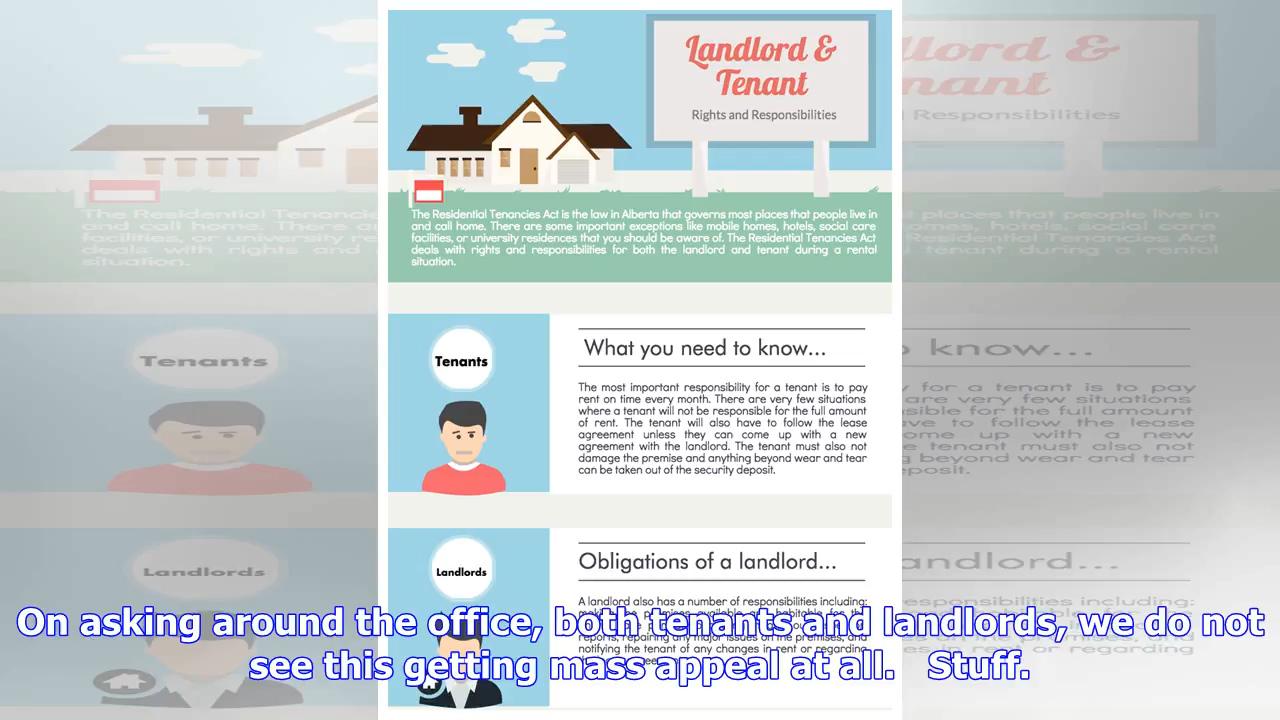 Landlord &
Tenant
Rights and Responsibilities
The Residential Tenancies Act is the law in Alberta that governs most places that people live in
and call home. There are some important exceptions like mobile homes, hotels, social care
facilities, or university residences that you should be aware of. The Residential Tenancies Act
deals with rights and responsibilities for both the landlord and tenant during a rental
situation.
Tenants
What you need to know...
The most important responsibility for a tenant is to pay
rent on time every month. There are very few situations
where a tenant will not be responsible for the full amount
of rent. The tenant will also have to follow the lease
agreement unless they can come up with a new
agreement with the landlord. The tenant must also not
damage the premise and anything beyond wear and tear
can be taken out of the security deposit.
Landlords
Obligations of a landlord...
A landlord also has a number of responsibilities including:
reports, repairing any major issues on the premises, and
notifying the tenant of any changes in rent or regarding
On asking around the office, both tenants and landlords, we do not
see this getting mass appeal at all. Stuff.